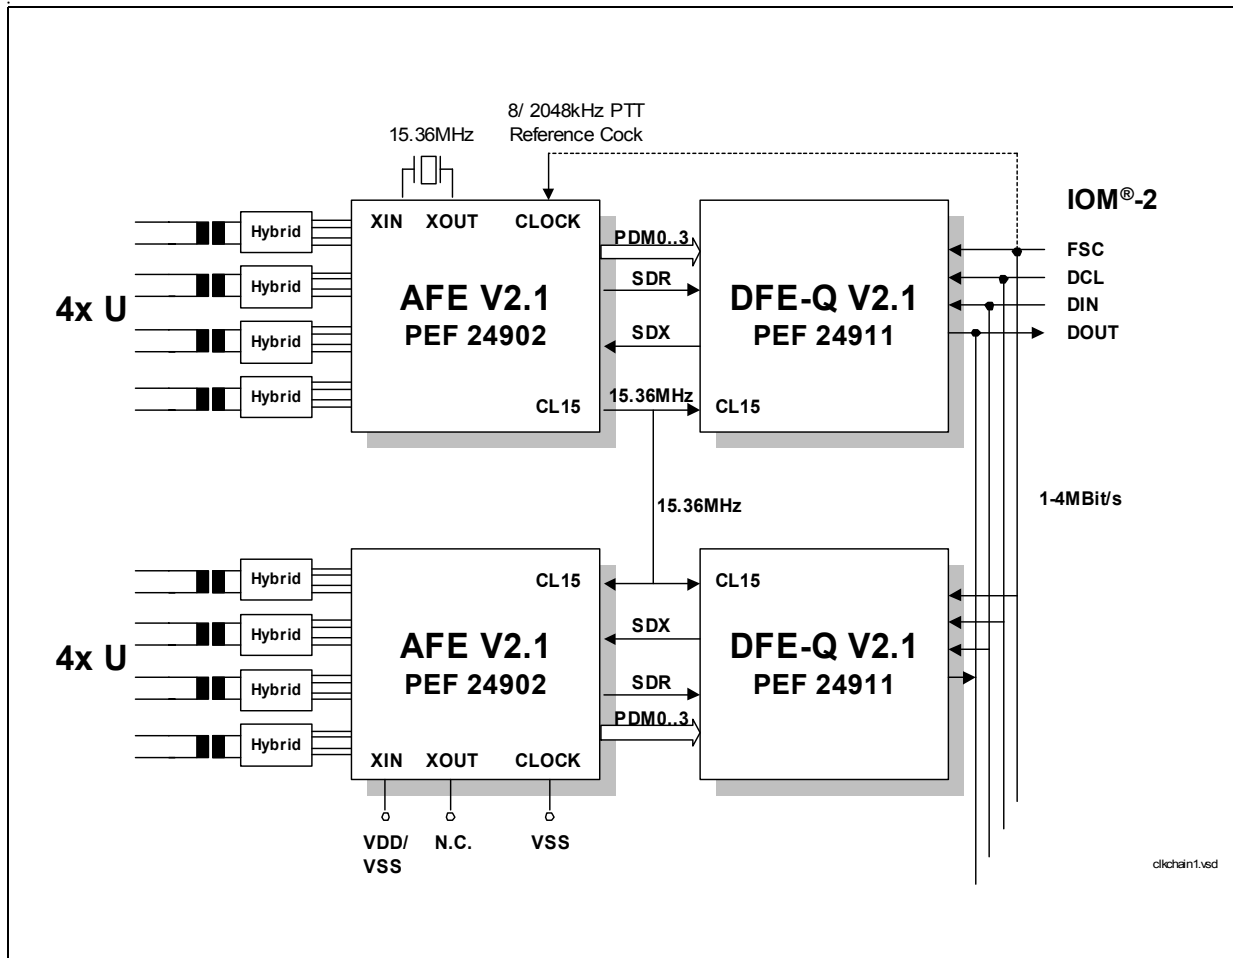 8/ 2048kHz PTT
15.36MHz
Reference Cock
IOM®-2
XIN
XOUT
CLOCK
Hybrid
PDM0..3
FSC
Hybrid
SDR
DCL
4x U
AFE V2.1
DFE-Q V2.1
DIN
PEF 24902
PEF 24911
DOUT
Hybrid
SDX
Hybrid
15.36MHz
CL15
CL15
15.36MHz
1-4MBit/s
Hybrid
CL15
CL15
Hybrid
SDX
4x U
AFE V2.1
DFE-Q V2.1
PEF 24902
PEF 24911
Hybrid
SDR
PDM0..3
Hybrid
XIN
XOUT
CLOCK
VDD/
VSS
N.C.
VSS
clkchain1.vsd